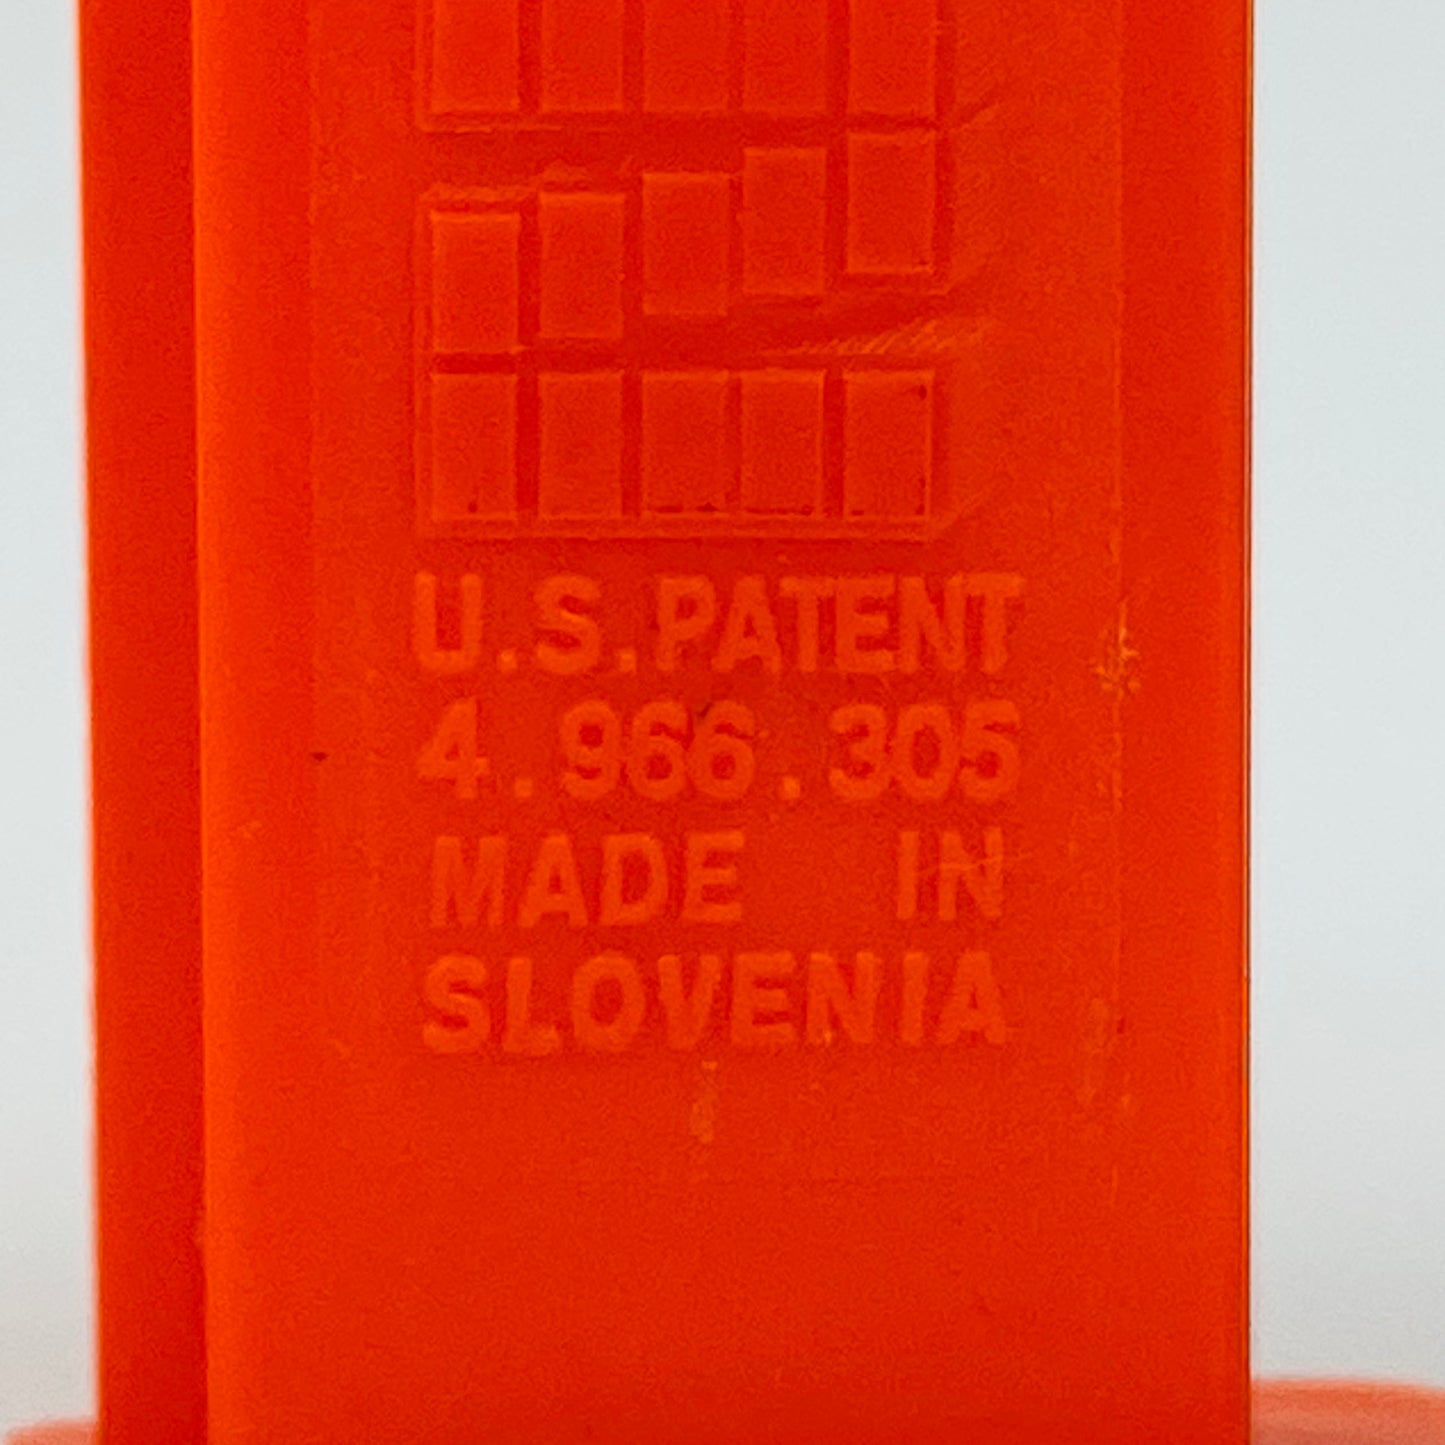 U.S. PATENT
4.966.305
MADE IN
SLOVENIA